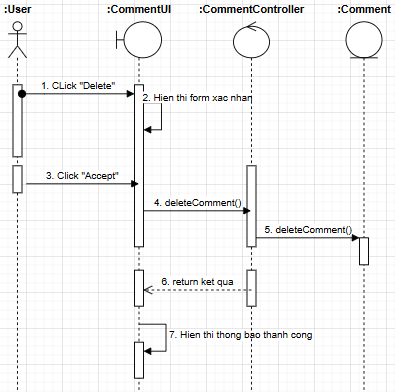 :User
:CommentUI
:CommentController
:Comment
1. CLick "Delete"
2. Hien thi form xac nhan
3. Click "Accept"
4. deleteComment()
5. deleteComment()
6. return ket qua
7. Hien thi thong bao thanh cong